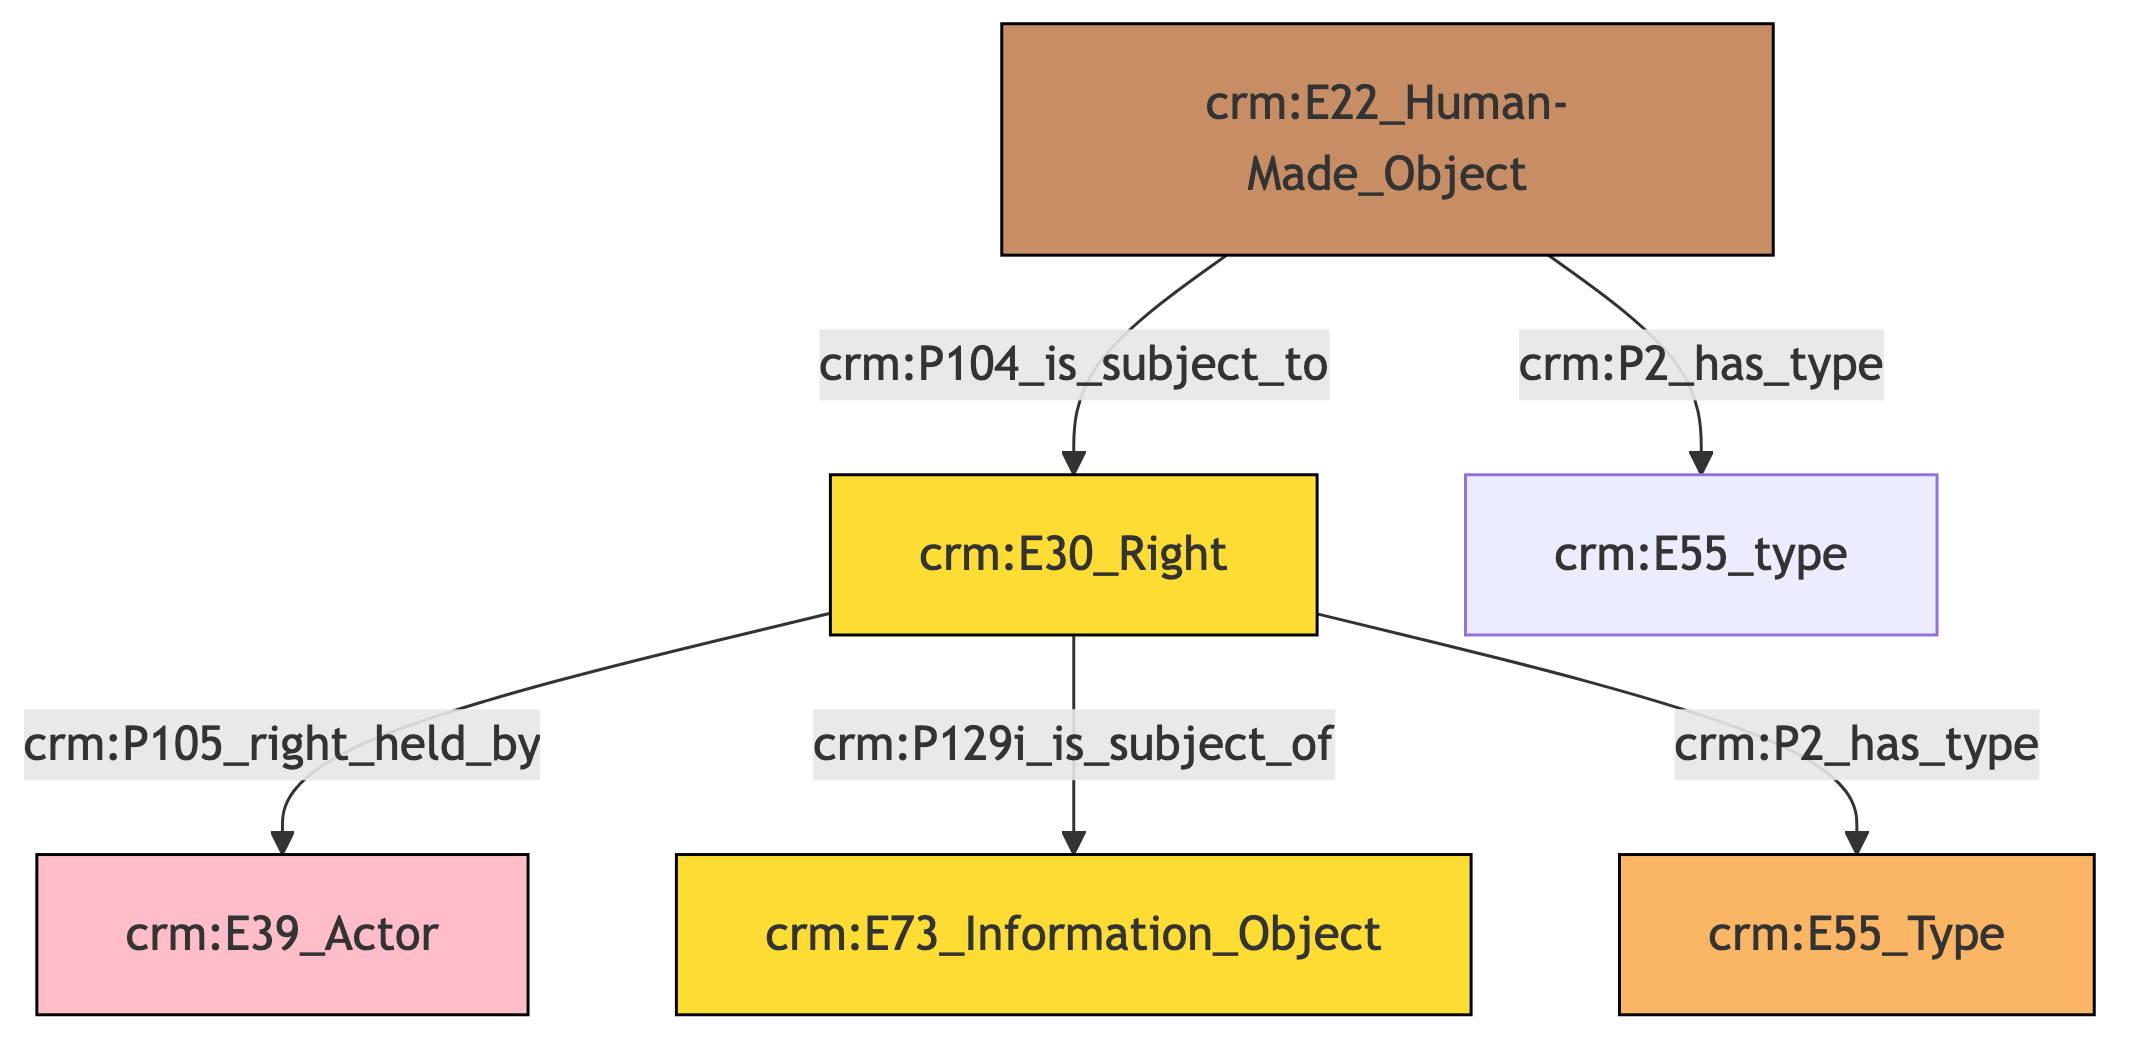 crm:E22_Human-
Made_Object
crm:P104_is_subject_to
crm:P2_has_type
crm:E30_Right
crm:E55_type
crm:P105_right_held_by
crm:P129i_is_subject_of
crm:P2_has_type
crm:E39_Actor
crm:E73_Information_Object
crm:E55_Type